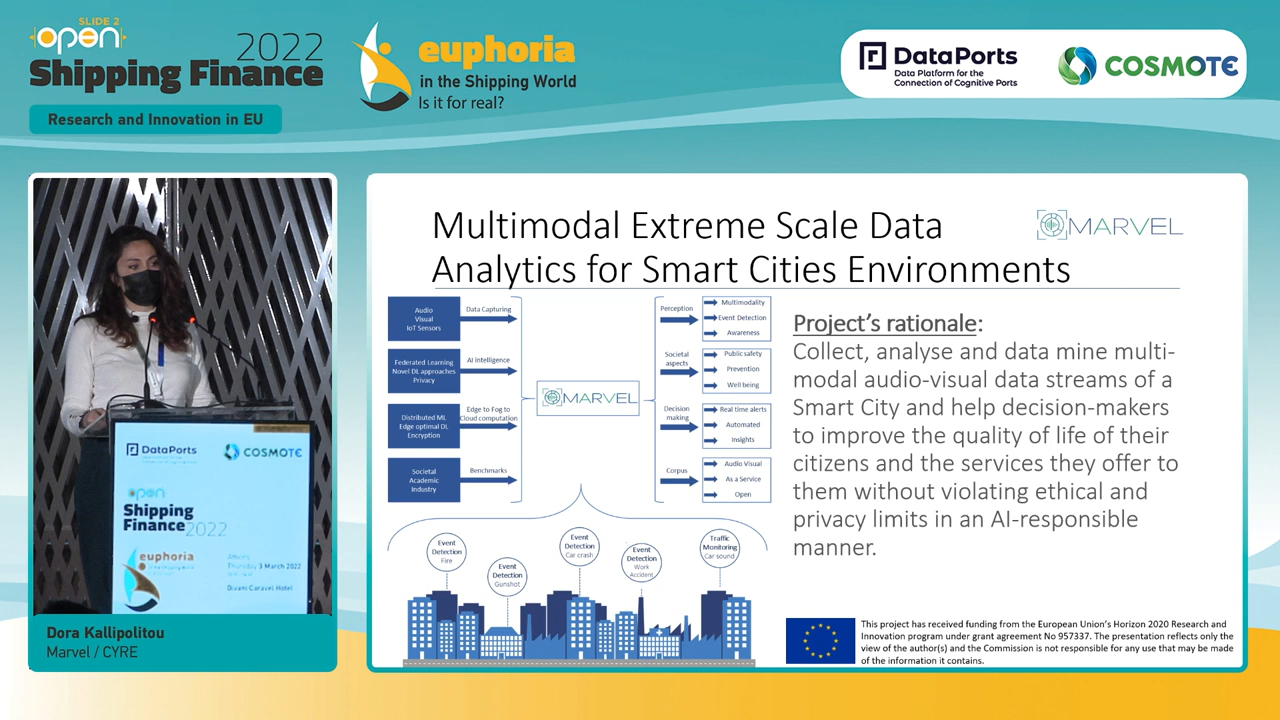 SLIDE 2
open
2022
Shipping Finance
Research and Innovation in EU
euphoria
in the Shipping World
Is it for real?
DataPorts
Data Platform for the
Connection of Cognitive Ports
COSMOTE
Multimodal Extreme Scale Data
Analytics for Smart Cities Environments
MARVEL
Audio
Visual
IoT Sensors
Data Capturing
Federated Learning
Novel DL approaches
Privacy
AI intelligence
Distributed ML
Edge optimal DL
Encryption
Edge to Fog to
Cloud computation
Societal
Academic
Industry
Benchmarks
MARVEL
Perception
Multimodality
Event Detection
Awareness
Societal
aspects
Public safety
Prevention
Well being
Decision
making
Real time alerts
Automated
Insights
Corpus
Audio Visual
As a Service
Open
Event
Detection
Fire
Event
Detection
Gunshot
Event
Detection
Car crash
Event
Detection
Work
Accident
Traffic
Monitoring
Car sound
Project's rationale:
Collect, analyse and data mine multi-
modal audio-visual data streams of a
Smart City and help decision-makers
to improve the quality of life of their
citizens and the services they offer to
them without violating ethical and
privacy limits in an AI-responsible
manner.
This project has received funding from the European Union's Horizon 2020 Research and
Innovation program under grant agreement No 957337. The presentation reflects only the
view of the author(s) and the Commission is not responsible for any use that may be made
of the information it contains.
DataPorts
COSMOTE
open
Shipping
Finance 2022
euphoria
Athens
Thursday 3 March 2022
Divani Caravel Hotel
Dora Kallipolitou
Marvel / CYRE